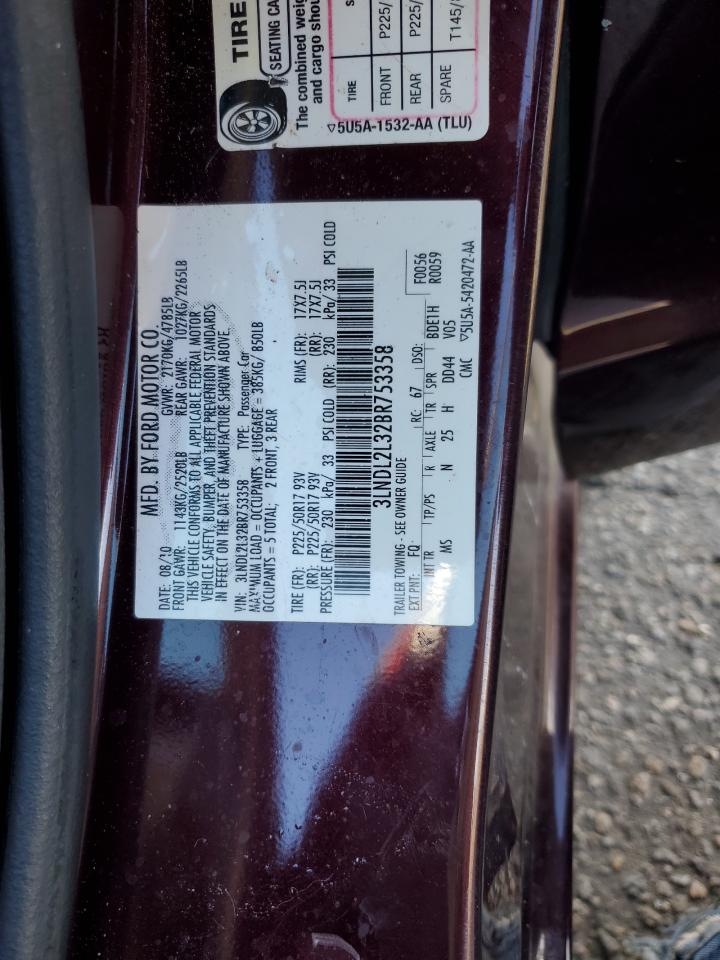 TIRE
SEATING CA
The combined weig
and cargo shou
TIRE
FRONT P225/
REAR P225/
SPARE T145/
▽5U5A-1532-AA (TLU)
MFD. BY FORD MOTOR CO.
DATE: 08/10 GVWR: 2170KG/4785LB
FRONT GAWR: 1143KG/2520LB REAR GAWR: 1027KG/2265LB
THIS VEHICLE CONFORMS TO ALL APPLICABLE FEDERAL MOTOR
VEHICLE SAFETY, BUMPER, AND THEFT PREVENTION STANDARDS
IN EFFECT ON THE DATE OF MANUFACTURE SHOWN ABOVE.
VIN: 3LNDL2L32BR753358 TYPE: Passenger Car
MAXIMUM LOAD = OCCUPANTS + LUGGAGE = 385KG/ 850LB
OCCUPANTS = 5 TOTAL; 2 FRONT, 3 REAR
TIRE (FR): P225/50R17 93V RIMS (FR): 17X7.5J
(RR): P225/50R17 93V (RR): 17X7.5J
PRESSURE (FR): 230 kPa/ 33 PSI COLD (RR): 230 kPa/ 33 PSI COLD
3LNDL2L32BR753358
TRAILER TOWING - SEE OWNER GUIDE F0056
EXT PNT: FQ RC: 67 DSO: R0059
INT TR TP/PS R AXLE TR SPR BDE1H
MS N 25 H DD44 V05
CMC ▽5U5A-5420472-AA